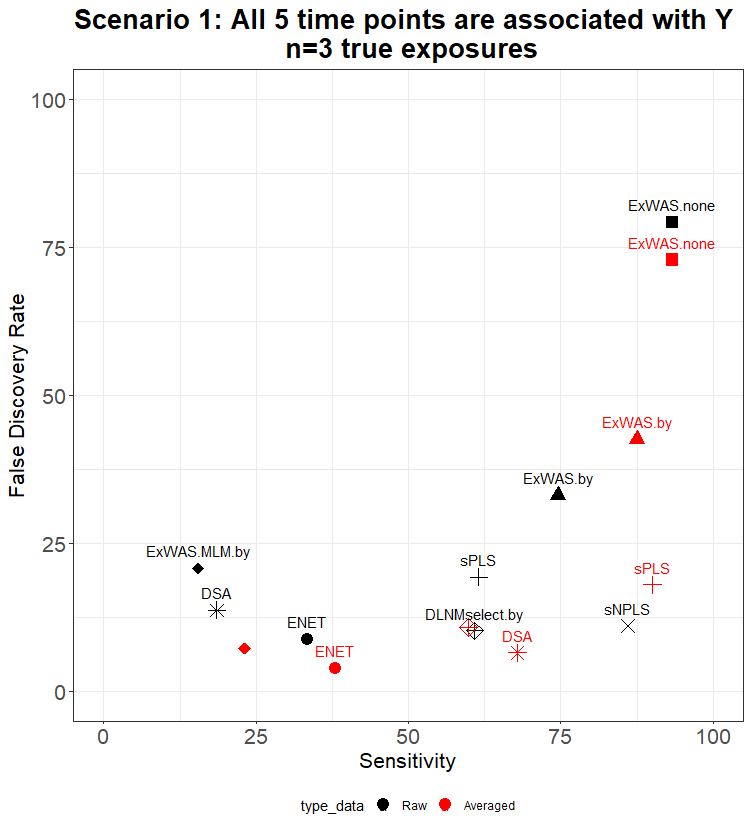 Scenario 1: All 5 time points are associated with Y
n=3 true exposures
False Discovery Rate
100
75
50
25
0
ExWAS.none
ExWAS.none
ExWAS.by
ExWAS.by
ExWAS.MLM.by
sPLS
sPLS
DSA
sNPLS
DLNMselect.by
ENET
DSA
ENET
0
25
50
75
100
Sensitivity
type_data Raw Averaged